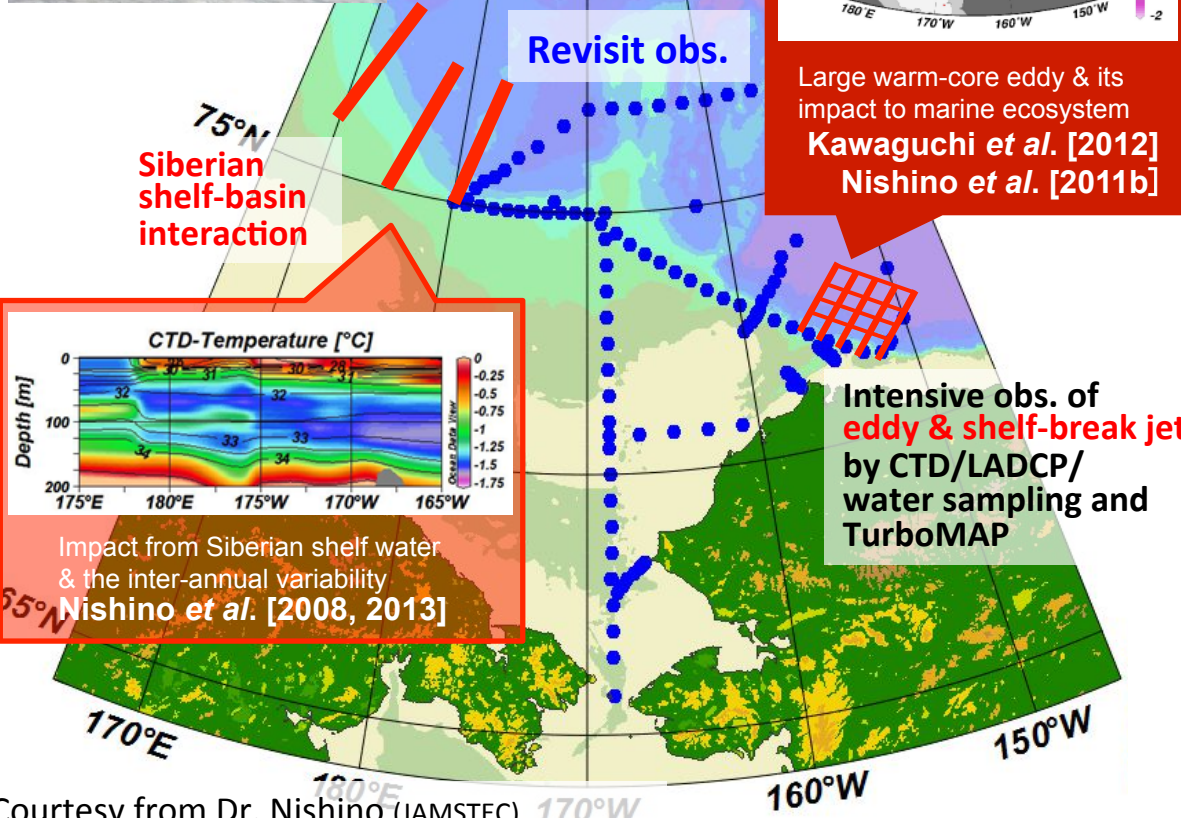 180°E
170°W
160°W
150°W
-2
Revisit obs.
Large warm-core eddy & its
impact to marine ecosystem
Kawaguchi et al. [2012]
Nishino et al. [2011b]
75°N
Siberian
shelf-basin
interaction
CTD-Temperature [°C]
Depth [m]
0
100
200
175°E
180°E
175°W
170°W
165°W
30
31
30
28
31
32
32
33
33
34
34
Ocean Data View
0
-0.25
-0.5
-0.75
-1
-1.25
-1.5
-1.75
Impact from Siberian shelf water
& the inter-annual variability
Nishino et al. [2008, 2013]
Intensive obs. of
eddy & shelf-break jet
by CTD/LADCP/
water sampling and
TurboMAP
65°N
170°E
180°E
170°W
160°W
150°W
Courtesy from Dr. Nishino (JAMSTEC)